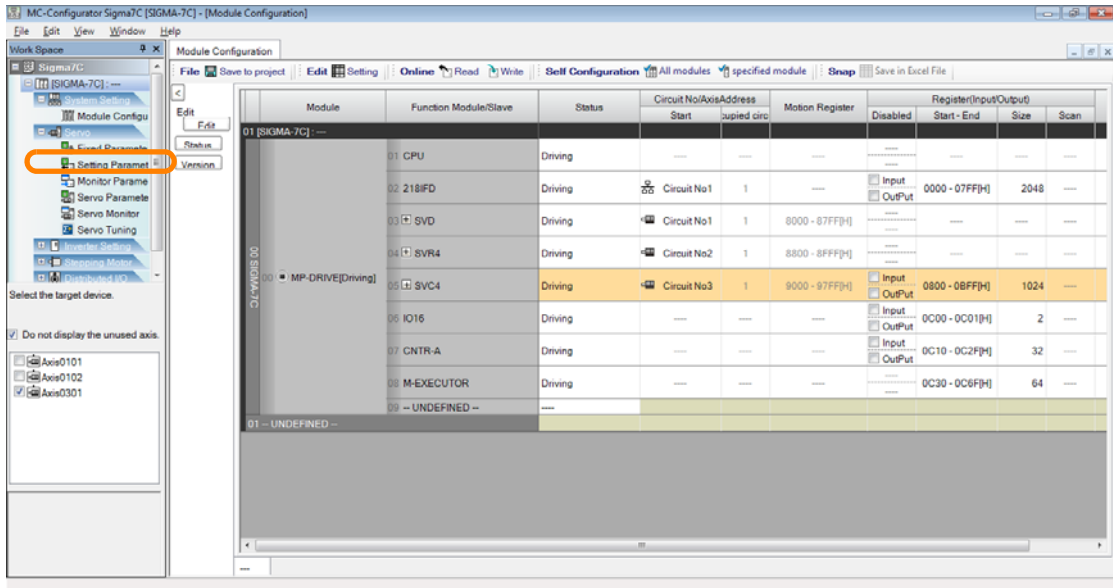 MC-Configurator Sigma7C [SIGMA-7C] - [Module Configuration]
File Edit View Window Help
Work Space
Sigma7C
[SIGMA-7C] : ---
System Setting
Module Configu
Servo
Fixed Paramete
Setting Paramet
Monitor Parame
Servo Paramete
Servo Monitor
Servo Tuning
Inverter Setting
Stepping Motor
Distributed I/O
Select the target device.
Do not display the unused axis.
Axis0101
Axis0102
Axis0301
Module Configuration
File Save to project Edit Setting Online Read Write Self Configuration All modules specified module Snap Save in Excel File
<
Edit
Edit
Status
Version
Module Function Module/Slave Status Circuit No/AxisAddress Motion Register Register(Input/Output)
Start cupied circ Disabled Start - End Size Scan
01 [SIGMA-7C] : ---
00 SIGMA-7C
00 MP-DRIVE[Driving]
01 CPU Driving ---- ---- ---- ---- ---- ---- ----
02 218IFD Driving Circuit No1 1 ---- Input OutPut 0000 - 07FF[H] 2048 ----
03 + SVD Driving Circuit No1 1 8000 - 87FF[H] ---- ---- ---- ----
04 + SVR4 Driving Circuit No2 1 8800 - 8FFF[H] ---- ---- ---- ----
05 + SVC4 Driving Circuit No3 1 9000 - 97FF[H] Input OutPut 0800 - 0BFF[H] 1024 ----
06 IO16 Driving ---- ---- ---- Input OutPut 0C00 - 0C01[H] 2 ----
07 CNTR-A Driving ---- ---- ---- Input OutPut 0C10 - 0C2F[H] 32 ----
08 M-EXECUTOR Driving ---- ---- ---- ---- 0C30 - 0C6F[H] 64 ----
09 -- UNDEFINED -- ----
01 -- UNDEFINED --
---